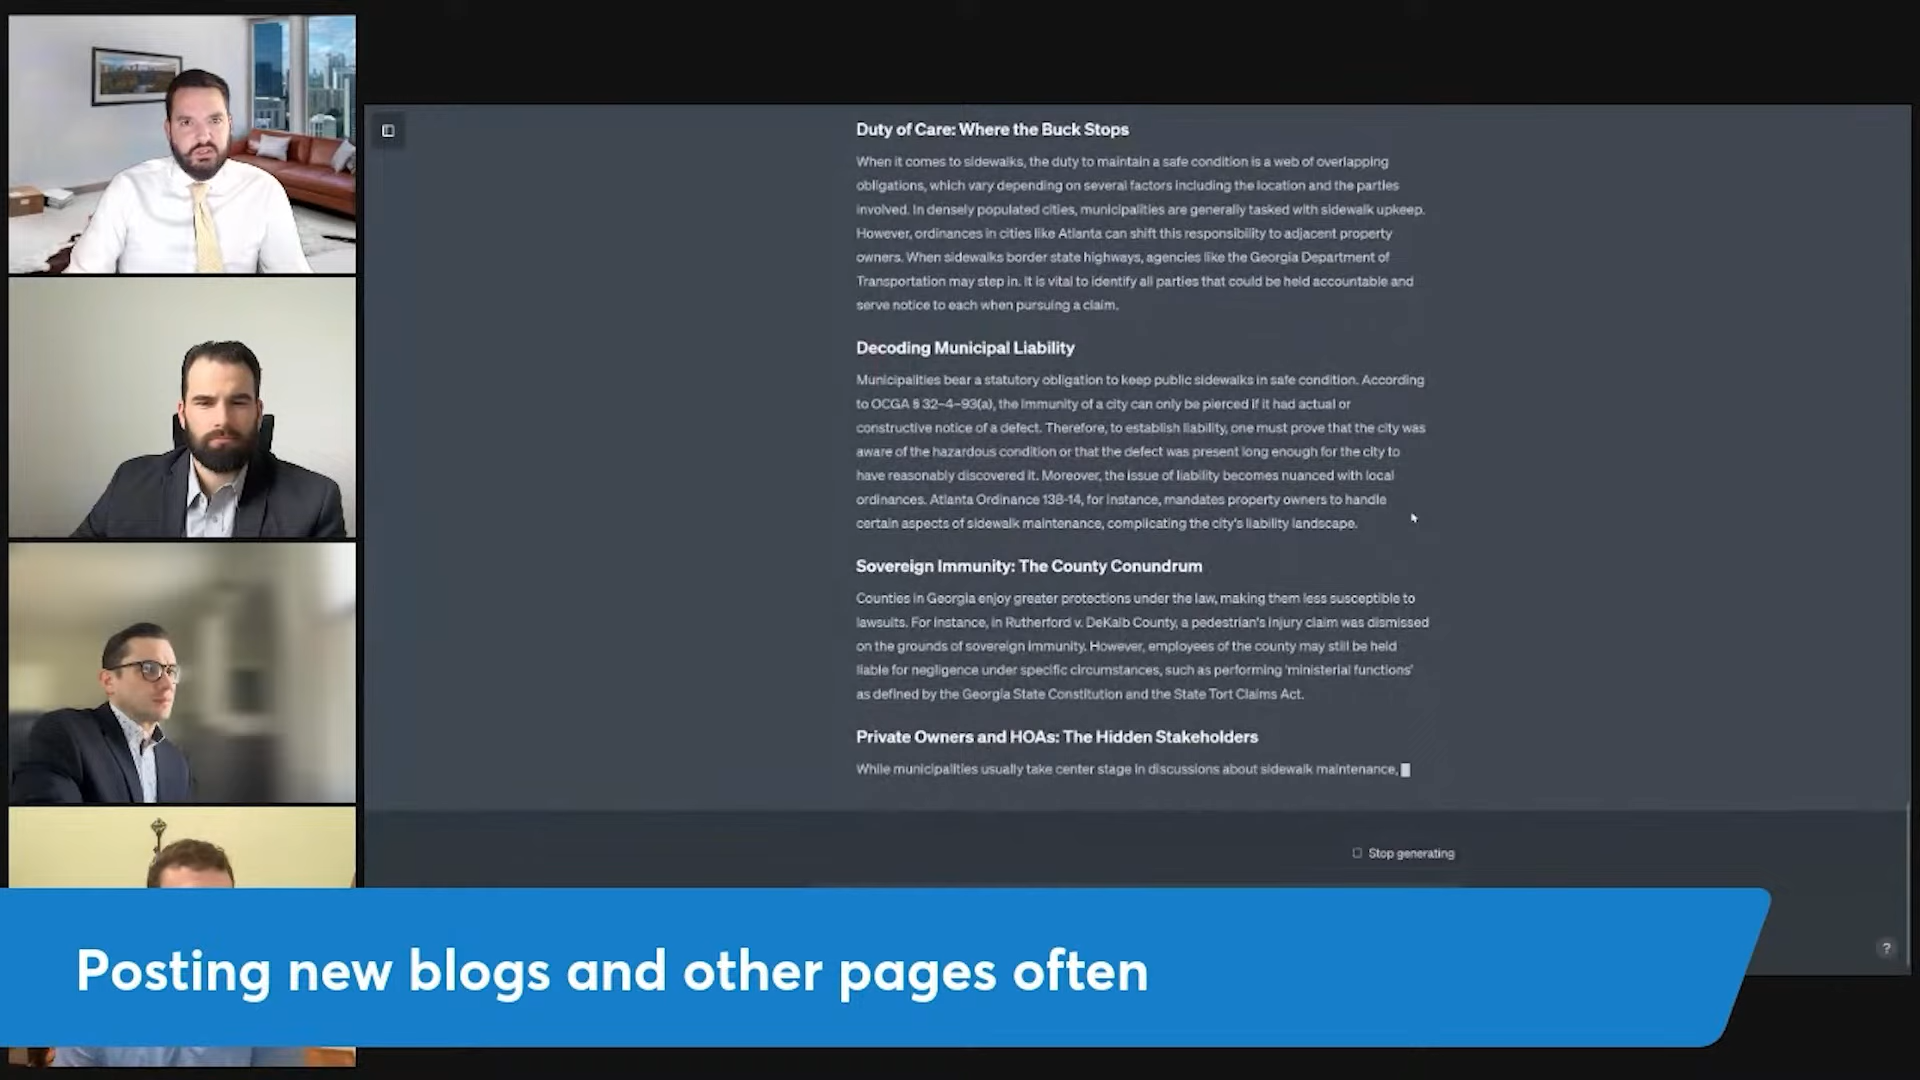 Duty of Care: Where the Buck Stops
When it comes to sidewalks, the duty to maintain a safe condition is a web of overlapping
obligations, which vary depending on several factors including the location and the parties
involved. In densely populated cities, municipalities are generally tasked with sidewalk upkeep.
However, ordinances in cities like Atlanta can shift this responsibility to adjacent property
owners. When sidewalks border state highways, agencies like the Georgia Department of
Transportation may step in. It is vital to identify all parties that could be held accountable and
serve notice to each when pursuing a claim.
Decoding Municipal Liability
Municipalities bear a statutory obligation to keep public sidewalks in safe condition. According
to OCGA § 32-4-93(a), the immunity of a city can only be pierced if it had actual or
constructive notice of a defect. Therefore, to establish liability, one must prove that the city was
aware of the hazardous condition or that the defect was present long enough for the city to
have reasonably discovered it. Moreover, the issue of liability becomes nuanced with local
ordinances. Atlanta Ordinance 138-14, for instance, mandates property owners to handle
certain aspects of sidewalk maintenance, complicating the city's liability landscape.
Sovereign Immunity: The County Conundrum
Counties in Georgia enjoy greater protections under the law, making them less susceptible to
lawsuits. For instance, in Rutherford v. DeKalb County, a pedestrian's injury claim was dismissed
on the grounds of sovereign immunity. However, employees of the county may still be held
liable for negligence under specific circumstances, such as performing 'ministerial functions'
as defined by the Georgia State Constitution and the State Tort Claims Act.
Private Owners and HOAs: The Hidden Stakeholders
While municipalities usually take center stage in discussions about sidewalk maintenance,
Stop generating
?
Posting new blogs and other pages often